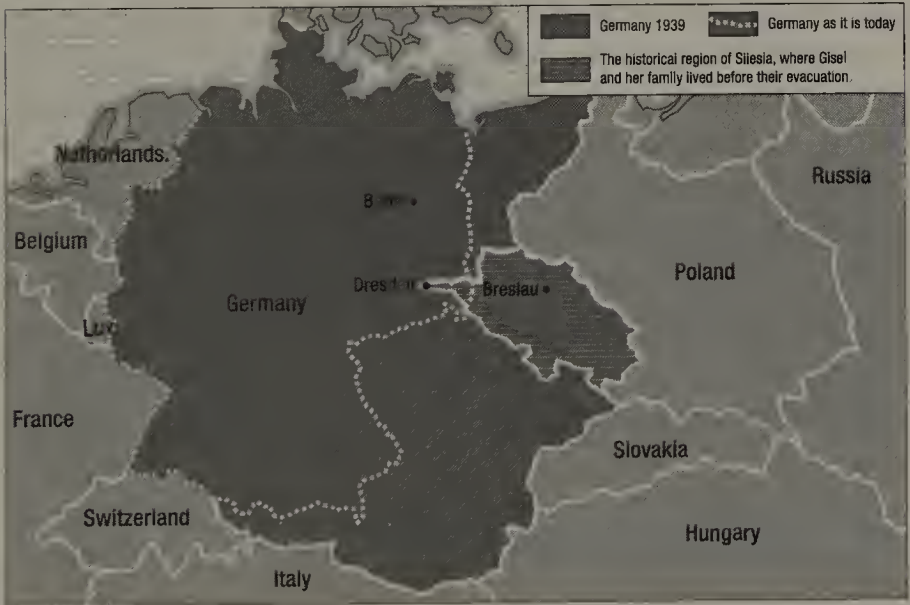 Germany 1939
Germany as it is today
The historical region of Silesia, where Gisel
and her family lived before their evacuation.
Netherlands.
Russia
Belgium
Poland
Breslau
Germany
Lux
France
Slovakia
Switzerland
Hungary
Italy